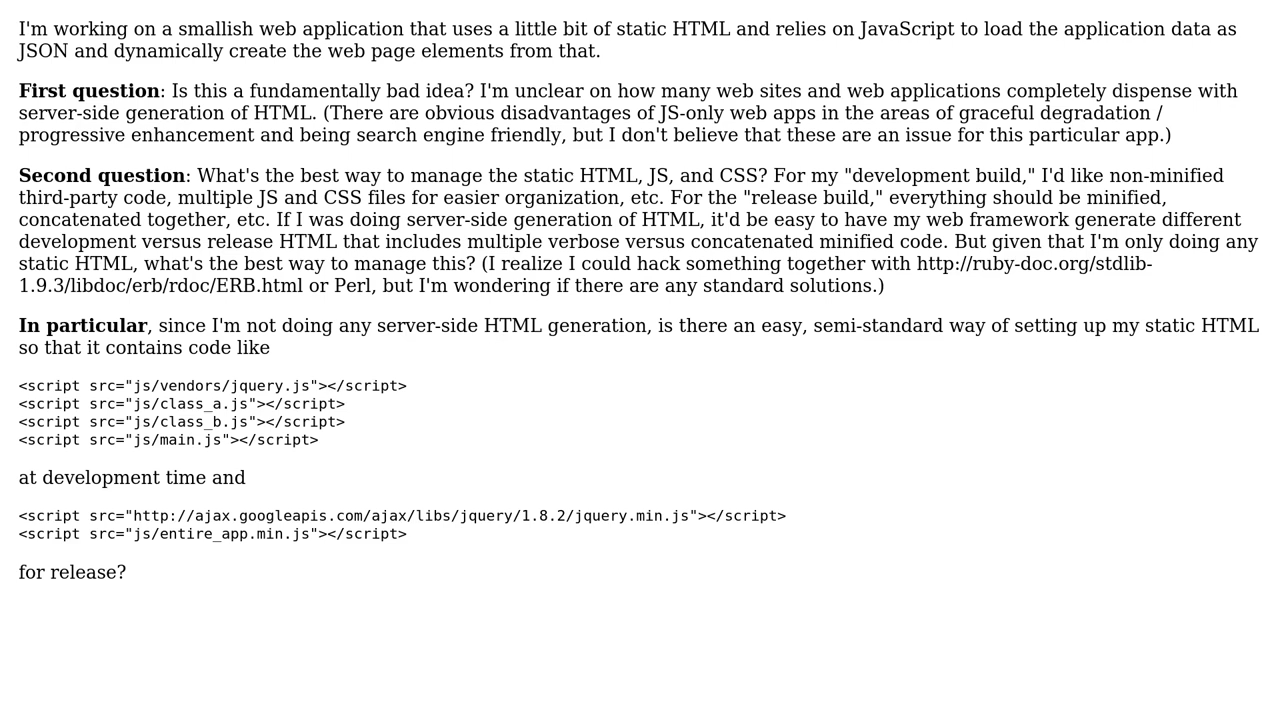 I'm working on a smallish web application that uses a little bit of static HTML and relies on JavaScript to load the application data as
JSON and dynamically create the web page elements from that.
First question: Is this a fundamentally bad idea? I'm unclear on how many web sites and web applications completely dispense with
server-side generation of HTML. (There are obvious disadvantages of JS-only web apps in the areas of graceful degradation /
progressive enhancement and being search engine friendly, but I don't believe that these are an issue for this particular app.)
Second question: What's the best way to manage the static HTML, JS, and CSS? For my "development build," I'd like non-minified
third-party code, multiple JS and CSS files for easier organization, etc. For the "release build," everything should be minified,
concatenated together, etc. If I was doing server-side generation of HTML, it'd be easy to have my web framework generate different
development versus release HTML that includes multiple verbose versus concatenated minified code. But given that I'm only doing any
static HTML, what's the best way to manage this? (I realize I could hack something together with http://ruby-doc.org/stdlib-
1.9.3/libdoc/erb/rdoc/ERB.html or Perl, but I'm wondering if there are any standard solutions.)
In particular, since I'm not doing any server-side HTML generation, is there an easy, semi-standard way of setting up my static HTML
so that it contains code like
<script src="js/vendors/jquery.js"></script>
<script src="js/class_a.js"></script>
<script src="js/class_b.js"></script>
<script src="js/main.js"></script>
at development time and
<script src="http://ajax.googleapis.com/ajax/libs/jquery/1.8.2/jquery.min.js"></script>
<script src="js/entire_app.min.js"></script>
for release?